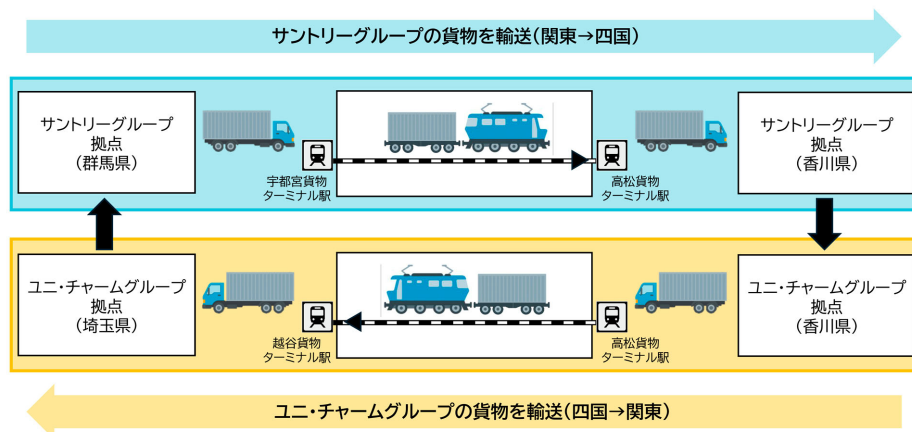 サントリーグループの貨物を輸送(関東→四国)
サントリーグループ
拠点
(群馬県)
宇都宮貨物
ターミナル駅
高松貨物
ターミナル駅
サントリーグループ
拠点
(香川県)
ユニ・チャームグループ
拠点
(埼玉県)
越谷貨物
ターミナル駅
高松貨物
ターミナル駅
ユニ・チャームグループ
拠点
(香川県)
ユニ・チャームグループの貨物を輸送(四国→関東)